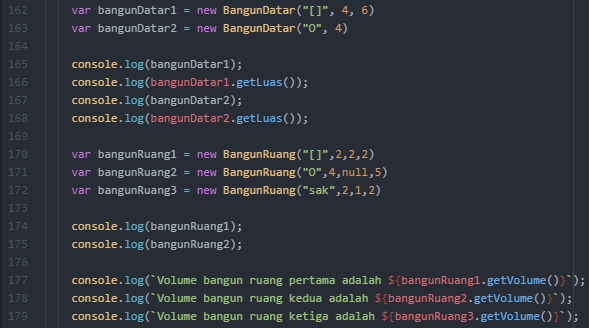 162 var bangunDatar1 = new BangunDatar("[]", 4, 6)
163 var bangunDatar2 = new BangunDatar("O", 4)
164
165 console.log(bangunDatar1);
166 console.log(bangunDatar1.getLuas());
167 console.log(bangunDatar2);
168 console.log(bangunDatar2.getLuas());
169
170 var bangunRuang1 = new BangunRuang("[]",2,2,2)
171 var bangunRuang2 = new BangunRuang("O",4,null,5)
172 var bangunRuang3 = new BangunRuang("sak",2,1,2)
173
174 console.log(bangunRuang1);
175 console.log(bangunRuang2);
176
177 console.log(`Volume bangun ruang pertama adalah ${bangunRuang1.getVolume()}`);
178 console.log(`Volume bangun ruang kedua adalah ${bangunRuang2.getVolume()}`);
179 console.log(`Volume bangun ruang ketiga adalah ${bangunRuang3.getVolume()}`);